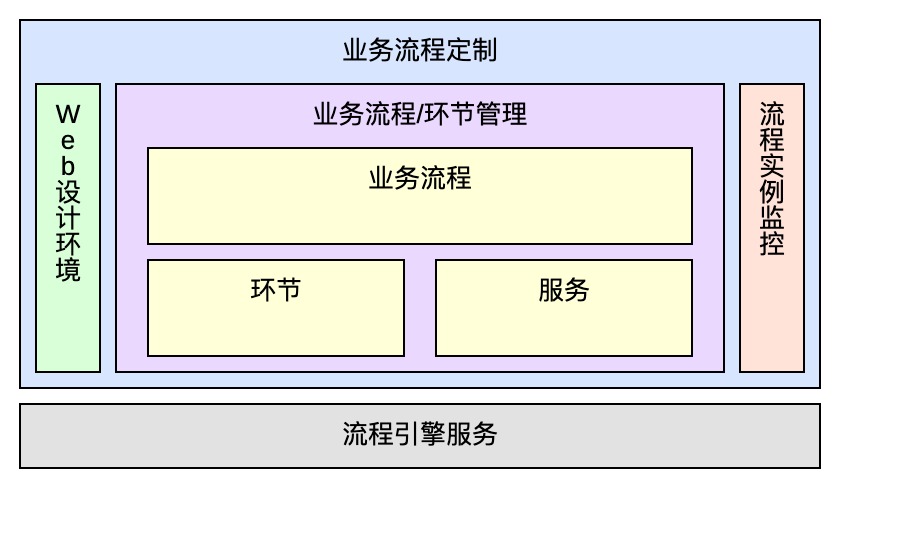 业务流程定制
Web设计环境
业务流程/环节管理
业务流程
环节
服务
流程实例监控
流程引擎服务